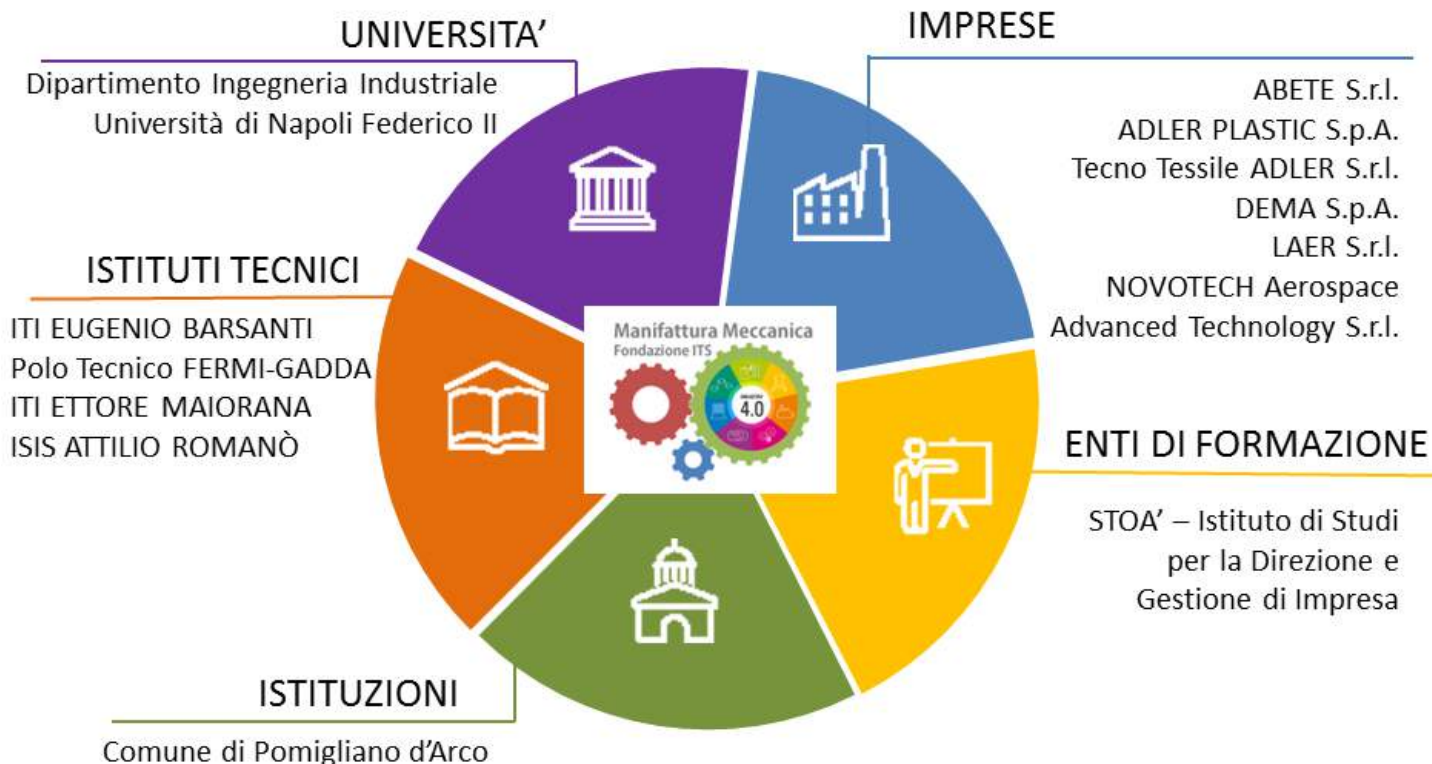 UNIVERSITA’
Dipartimento Ingegneria Industriale
Università di Napoli Federico II
IMPRESE
ABETE S.r.l.
ADLER PLASTIC S.p.A.
Tecno Tessile ADLER S.r.l.
DEMA S.p.A.
LAER S.r.l.
NOVOTECH Aerospace
Advanced Technology S.r.l.
ISTITUTI TECNICI
ITI EUGENIO BARSANTI
Polo Tecnico FERMI-GADDA
ITI ETTORE MAIORANA
ISIS ATTILIO ROMANÒ
Manifattura Meccanica
Fondazione ITS
4.0
ENTI DI FORMAZIONE
STOA’ – Istituto di Studi
per la Direzione e
Gestione di Impresa
ISTITUZIONI
Comune di Pomigliano d’Arco